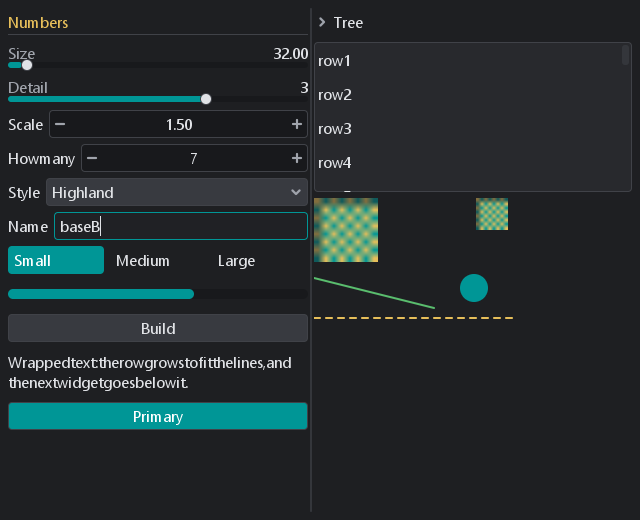 Numbers
Size 32.00
Detail 3
Scale − 1.50 +
Howmany − 7 +
Style Highland
Name baseB
Small Medium Large
Build
Wrappedtext:therowgrowstofitthelines,and
thenextwidgetgoesbelowit.
Primary
Tree
row1
row2
row3
row4